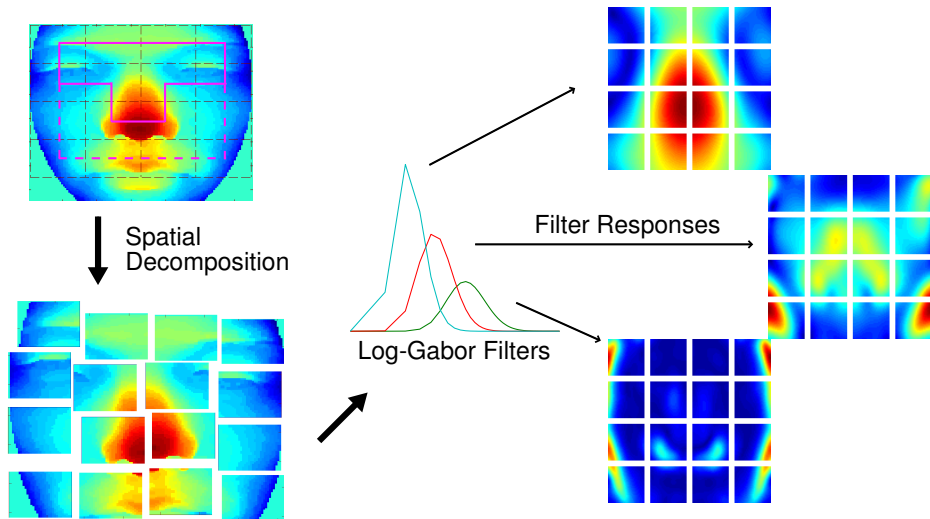 Spatial
Decomposition
Filter Responses
Log-Gabor Filters